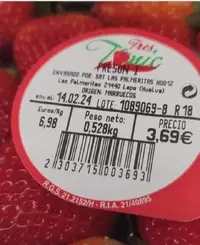 Fres
FRESON I
ENVASADO POR: SAT LAS PALMERITAS H0012
Las Palmeritas 21440 Lepe (Huelva)
ORIGEN: MARRUECOS
env.el 14.02.24 LOTE: 1089069-8 R 18
Euros/Kg Peso neto: PRECIO
6,98 0,528kg 3,69€
2 303715 003693
R.G.S. 21.2152/H - R.I.A. 21/40895